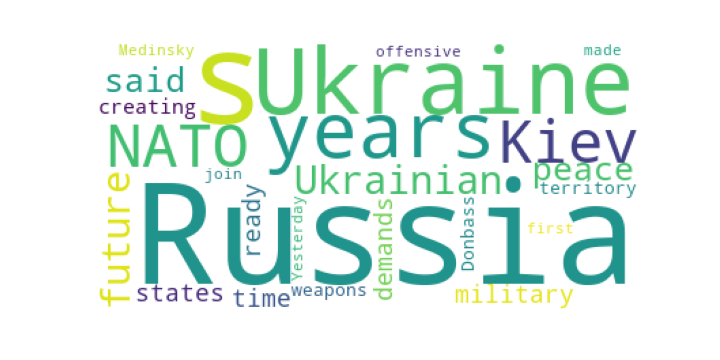 Medinsky offensive made
said s Ukraine
creating
NATO years Kiev
join Ukrainian peace
territory
future Russia
ready Yesterday demands Donbass first
states time weapons military